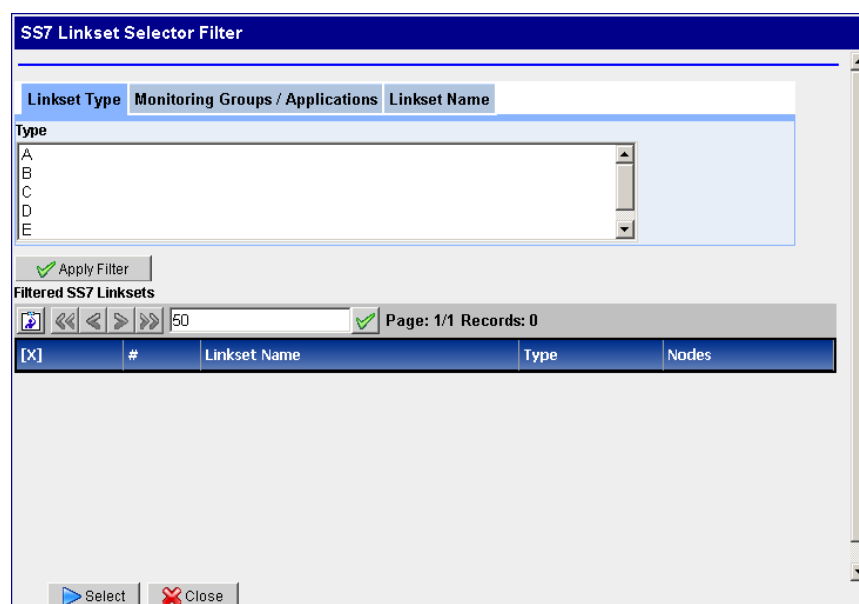 SS7 Linkset Selector Filter
Linkset Type Monitoring Groups / Applications Linkset Name
Type
A
B
C
D
E
Apply Filter
Filtered SS7 Linksets
50 Page: 1/1 Records: 0
[X] # Linkset Name Type Nodes
Select Close